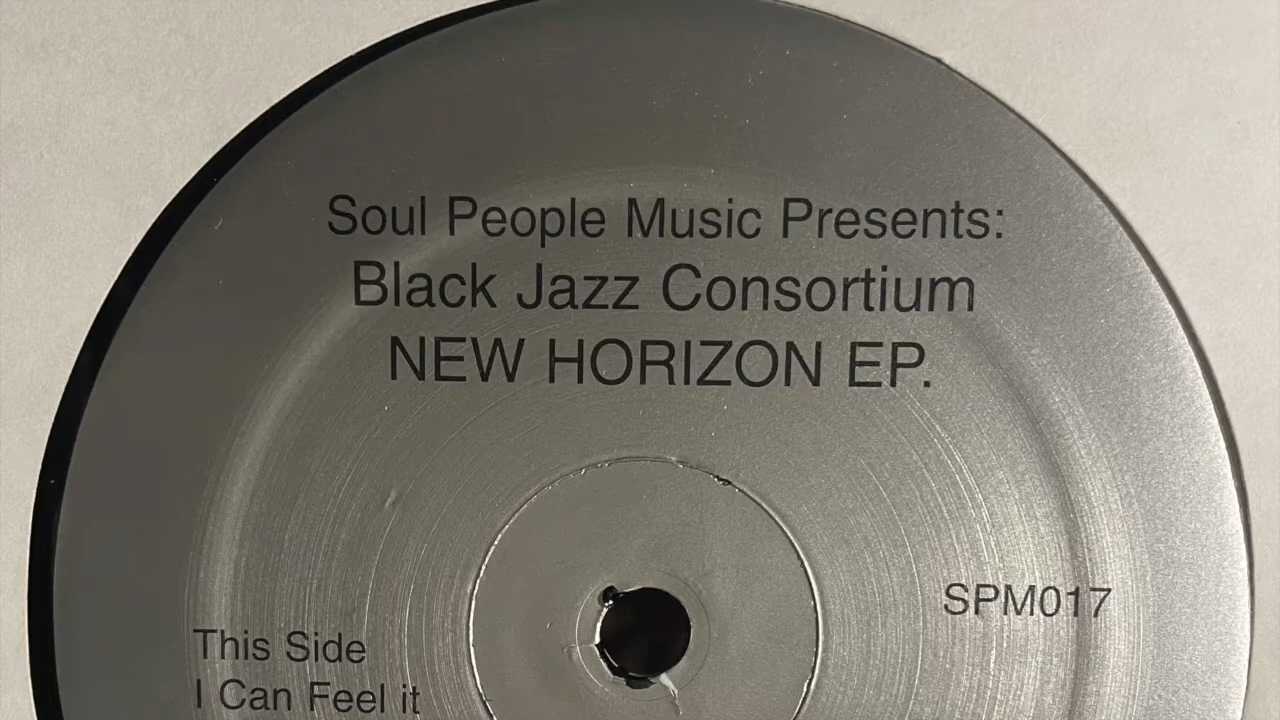 Soul People Music Presents:
Black Jazz Consortium
NEW HORIZON EP.
SPM017
This Side
I Can Feel it